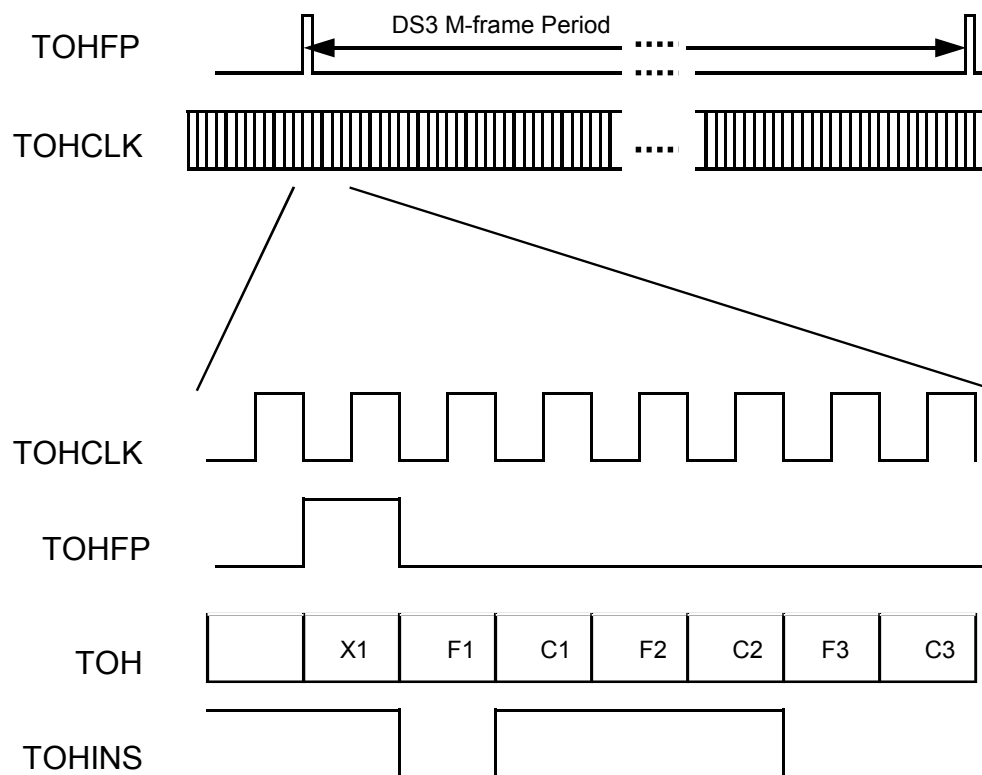 DS3 M-frame Period
TOHFP
TOHCLK
TOHCLK
TOHFP
TOH X1 F1 C1 F2 C2 F3 C3
TOHINS